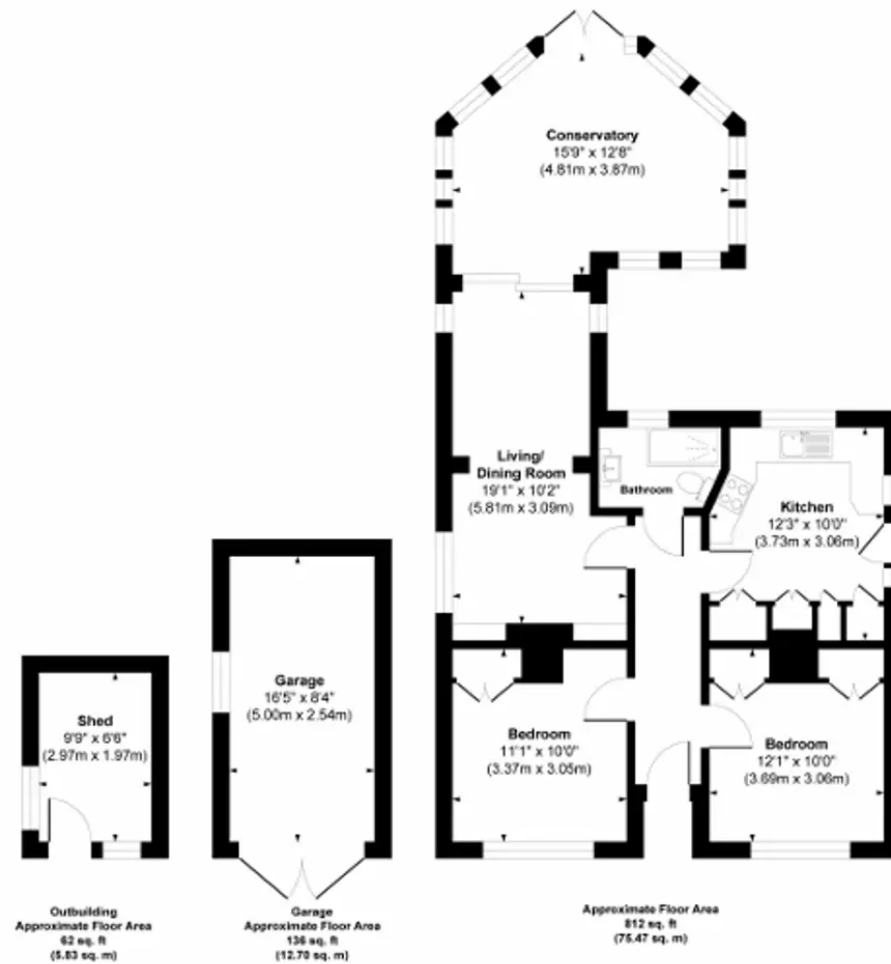 Conservatory
15'9" x 12'8"
(4.81m x 3.87m)
Living/
Dining Room
19'1" x 10'2"
(5.81m x 3.09m)
Bathroom
Kitchen
12'3" x 10'0"
(3.73m x 3.06m)
Garage
16'5" x 8'4"
(5.00m x 2.54m)
Shed
9'9" x 6'6"
(2.97m x 1.97m)
Bedroom
11'1" x 10'0"
(3.37m x 3.05m)
Bedroom
12'1" x 10'0"
(3.69m x 3.06m)
Outbuilding
Approximate Floor Area
62 sq. ft
(5.83 sq. m)
Garage
Approximate Floor Area
136 sq. ft
(12.70 sq. m)
Approximate Floor Area
812 sq. ft
(75.47 sq. m)